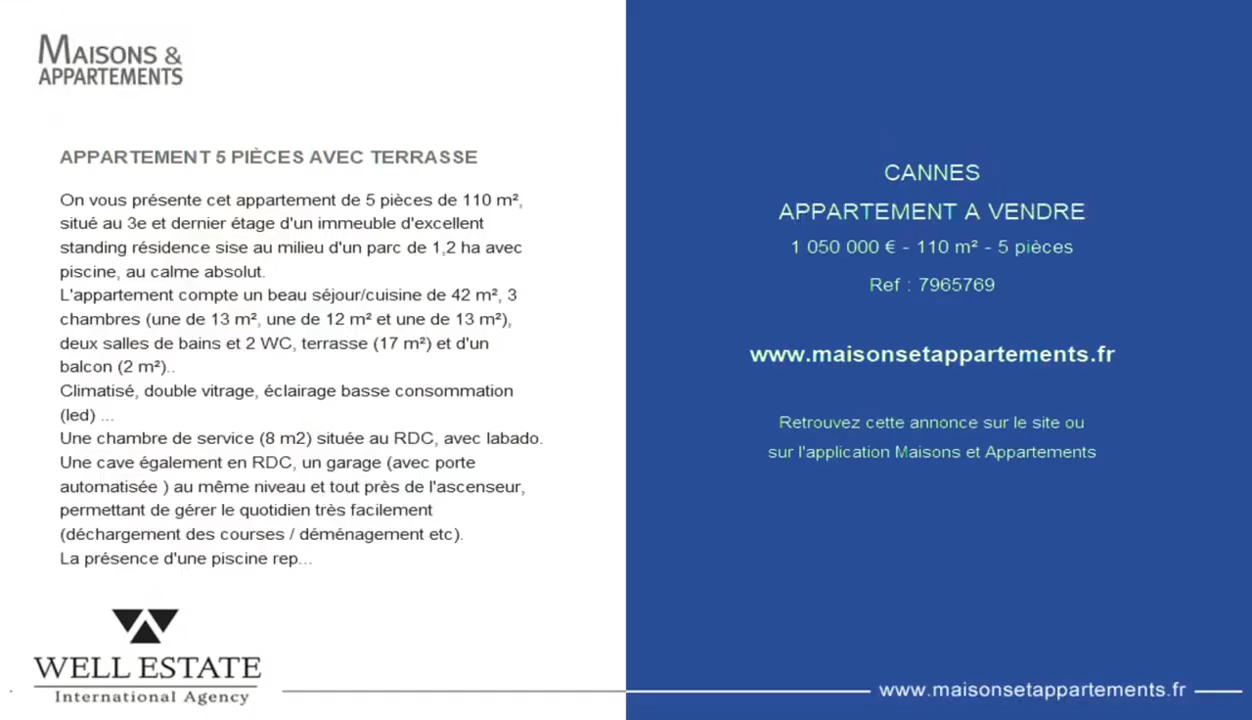 MAISONS &
APPARTEMENTS
APPARTEMENT 5 PIÈCES AVEC TERRASSE
On vous présente cet appartement de 5 pièces de 110 m²,
situé au 3e et dernier étage d'un immeuble d'excellent
standing résidence sise au milieu d'un parc de 1,2 ha avec
piscine, au calme absolut.
L'appartement compte un beau séjour/cuisine de 42 m², 3
chambres (une de 13 m², une de 12 m² et une de 13 m²),
deux salles de bains et 2 WC, terrasse (17 m²) et d'un
balcon (2 m²)..
Climatisé, double vitrage, éclairage basse consommation
(led) ...
Une chambre de service (8 m2) située au RDC, avec labado.
Une cave également en RDC, un garage (avec porte
automatisée ) au même niveau et tout près de l'ascenseur,
permettant de gérer le quotidien très facilement
(déchargement des courses / déménagement etc).
La présence d'une piscine rep...
WELL ESTATE
International Agency
CANNES
APPARTEMENT A VENDRE
1 050 000 € - 110 m² - 5 pièces
Ref : 7965769
www.maisonsetappartements.fr
Retrouvez cette annonce sur le site ou
sur l'application Maisons et Appartements
www.maisonsetappartements.fr